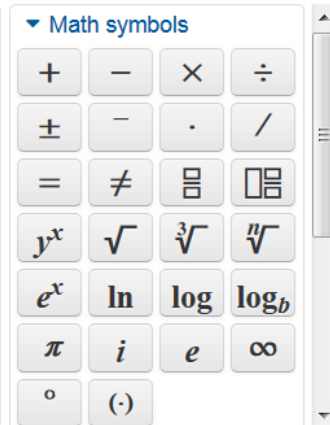 Math symbols
+ − × ÷
± ¯ · /
= ≠ □/□ □□/□
yˣ √ ∛ ⁿ√
eˣ ln log log_b
π i e ∞
° (·)